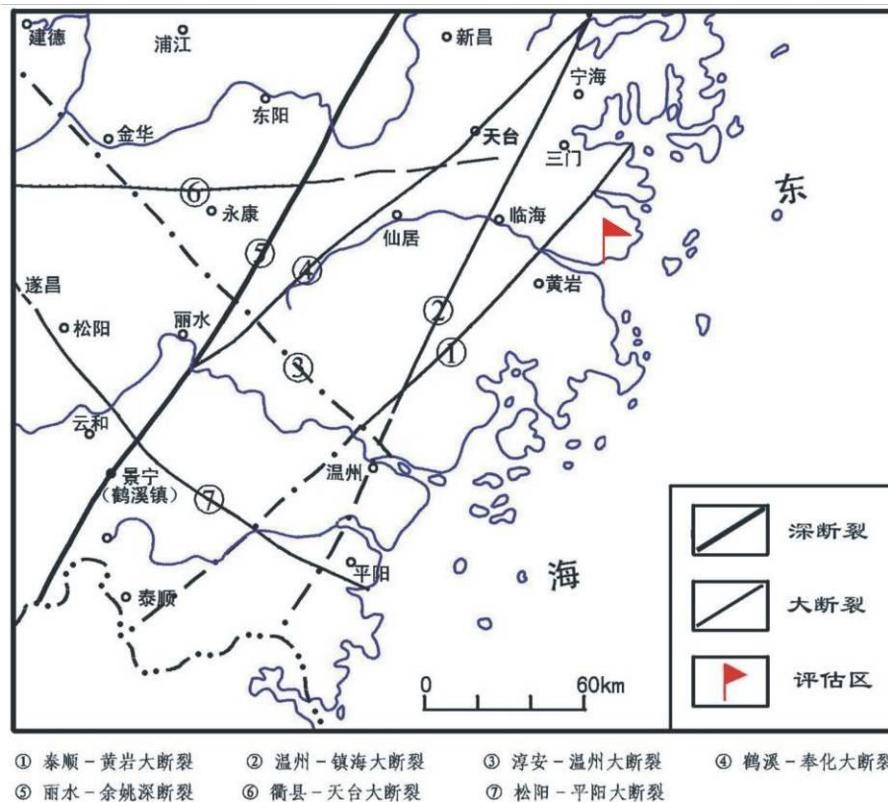 建德
浦江
新昌
宁海
东阳
金华
天台
三门
东
⑥
永康
仙居
临海
⑤
④
黄岩
遂昌
②
松阳
丽水
①
③
云和
温州
景宁
(鹤溪镇)
⑦
深断裂
平阳
海
泰顺
大断裂
0 60km
评估区
① 泰顺-黄岩大断裂 ② 温州-镇海大断裂 ③ 淳安-温州大断裂 ④ 鹤溪-奉化大断裂
⑤ 丽水-余姚深断裂 ⑥ 衢县-天台大断裂 ⑦ 松阳-平阳大断裂